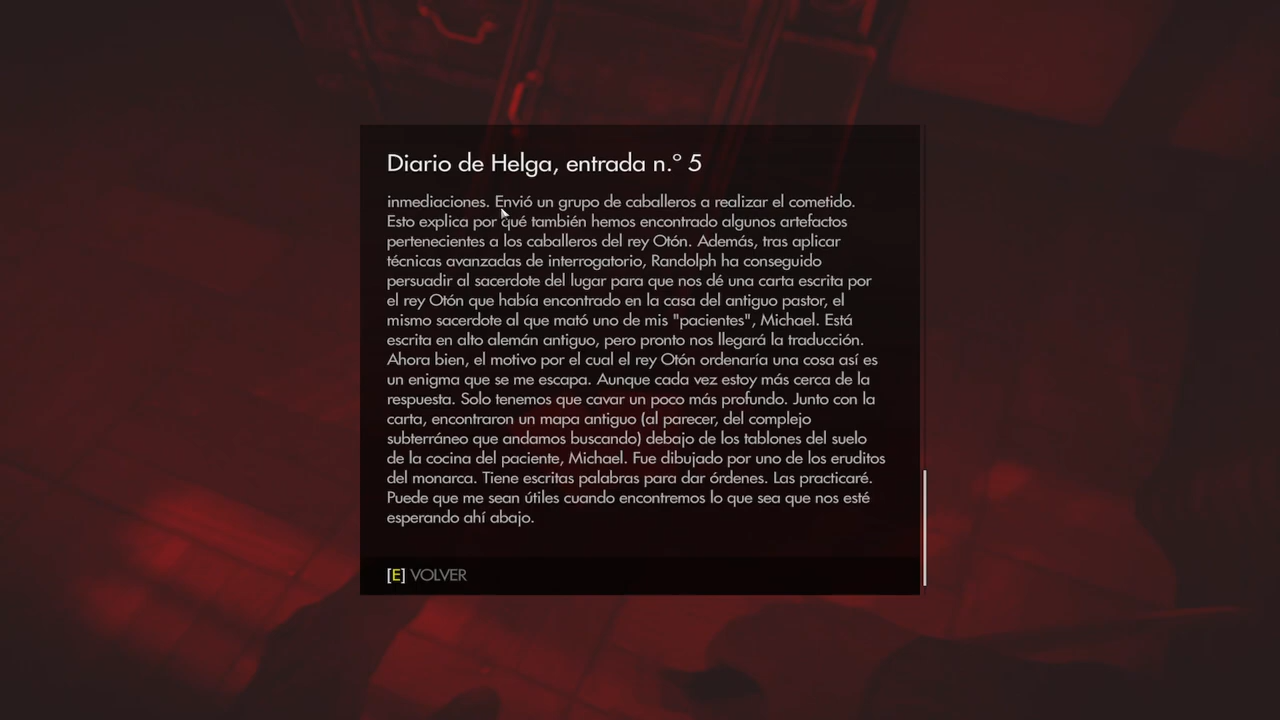 Diario de Helga, entrada n.º 5
inmediaciones. Envió un grupo de caballeros a realizar el cometido.
Esto explica por qué también hemos encontrado algunos artefactos
pertenecientes a los caballeros del rey Otón. Además, tras aplicar
técnicas avanzadas de interrogatorio, Randolph ha conseguido
persuadir al sacerdote del lugar para que nos dé una carta escrita por
el rey Otón que había encontrado en la casa del antiguo pastor, el
mismo sacerdote al que mató uno de mis "pacientes", Michael. Está
escrita en alto alemán antiguo, pero pronto nos llegará la traducción.
Ahora bien, el motivo por el cual el rey Otón ordenaría una cosa así es
un enigma que se me escapa. Aunque cada vez estoy más cerca de la
respuesta. Solo tenemos que cavar un poco más profundo. Junto con la
carta, encontraron un mapa antiguo (al parecer, del complejo
subterráneo que andamos buscando) debajo de los tablones del suelo
de la cocina del paciente, Michael. Fue dibujado por uno de los eruditos
del monarca. Tiene escritas palabras para dar órdenes. Las practicaré.
Puede que me sean útiles cuando encontremos lo que sea que nos esté
esperando ahí abajo.
[E] VOLVER